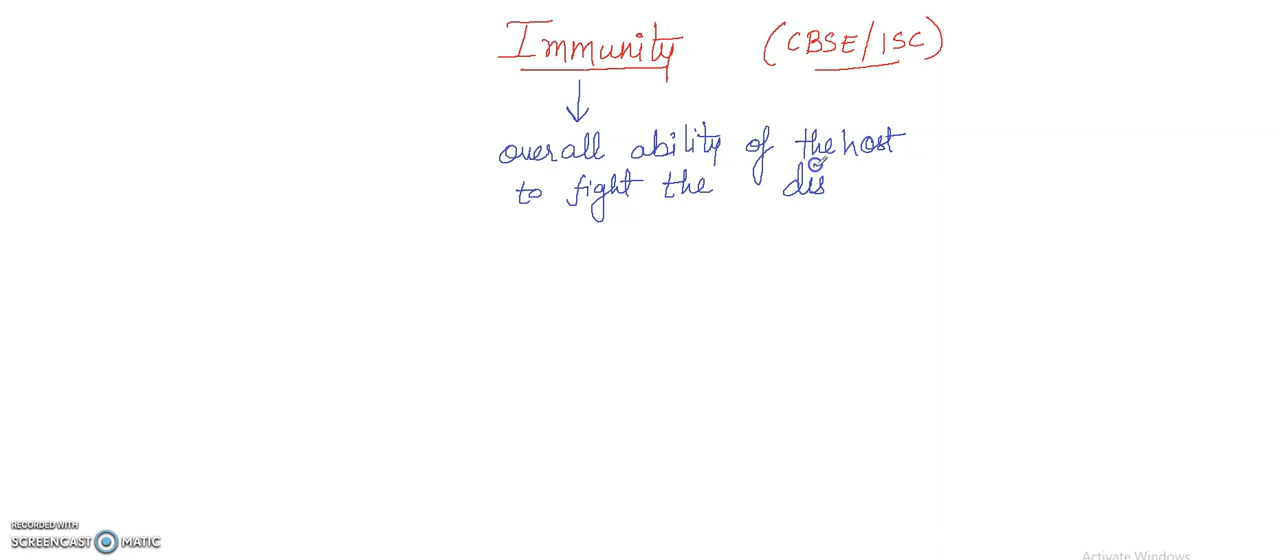 Immunity (CBSE/ISC)
overall ability of the host
to fight the dis
RECORDED WITH
SCREENCAST MATIC
Activate Windows